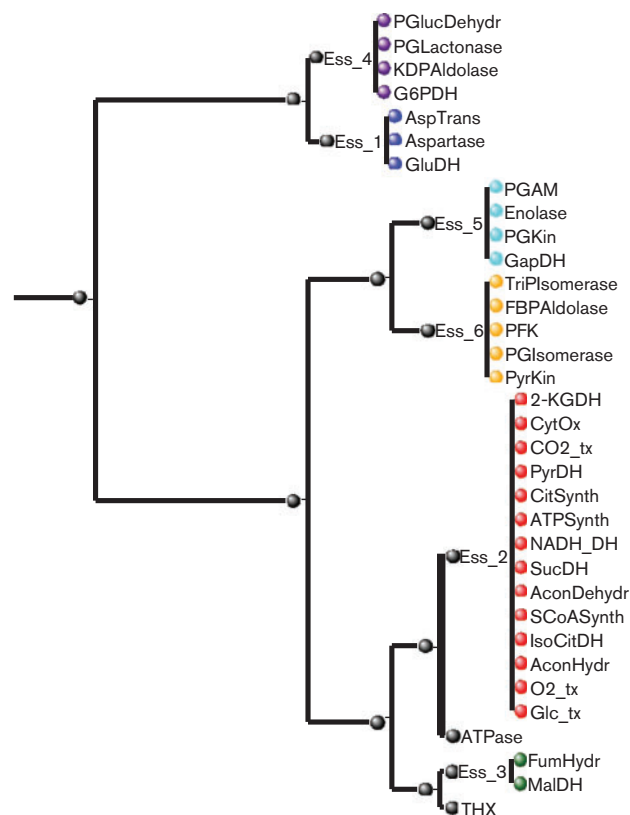 PGlucDehydr
PGLactonase
Ess_4
KDPAldolase
G6PDH
AspTrans
Ess_1
Aspartase
GluDH
PGAM
Enolase
Ess_5
PGKin
GapDH
TriPIsomerase
FBPAldolase
Ess_6
PFK
PGIsomerase
PyrKin
2-KGDH
CytOx
CO2_tx
PyrDH
CitSynth
ATPSynth
NADH_DH
Ess_2
SucDH
AconDehydr
SCoASynth
IsoCitDH
AconHydr
O2_tx
Glc_tx
ATPase
FumHydr
Ess_3
MalDH
THX